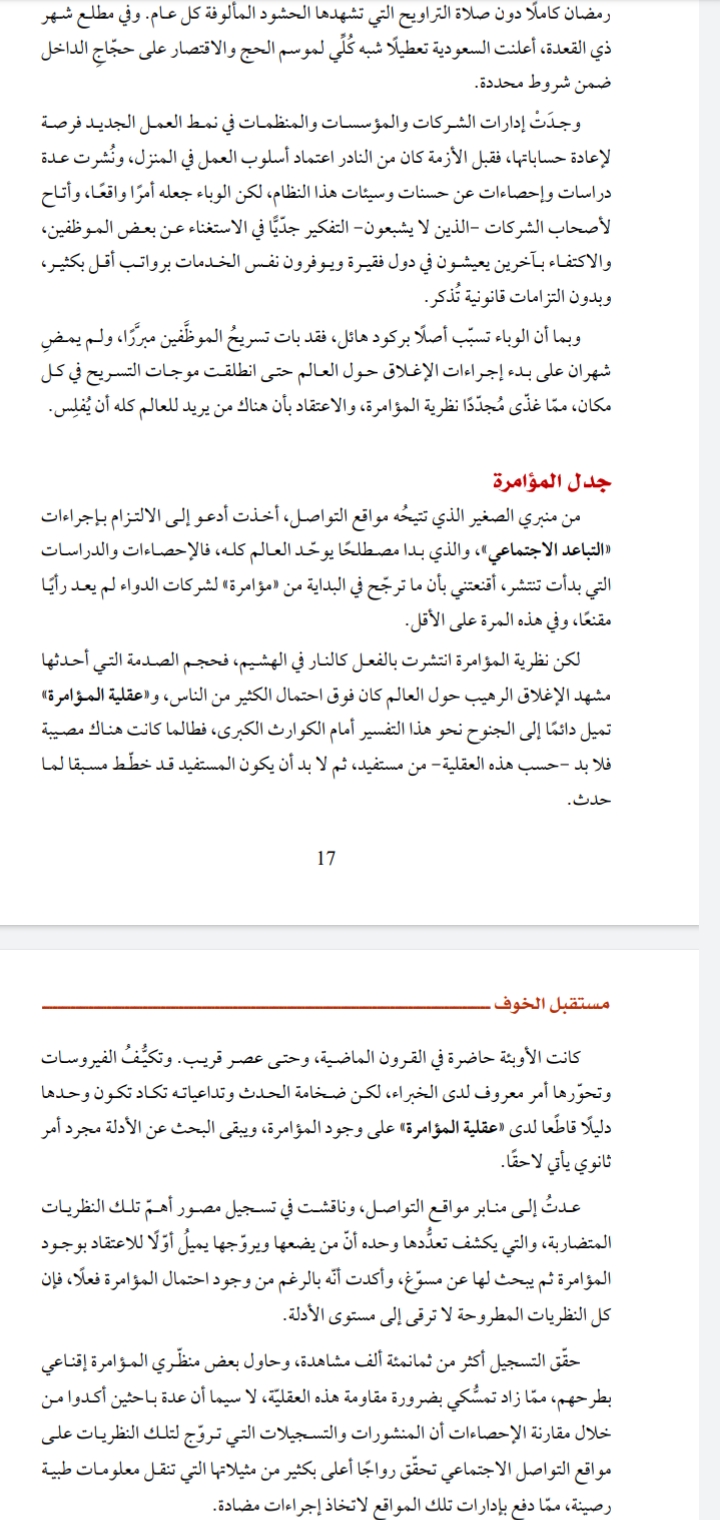 رمضان كاملًا دون صلاة التراويح التي تشهدها الحشود المألوفة كل عام. وفي مطلع شهر
ذي القعدة، أعلنت السعودية تعطيلًا شبه كُلّي لموسم الحج والاقتصار على حجّاج الداخل
ضمن شروط محددة.
وجدَتْ إدارات الشركات والمؤسسات والمنظمات في نمط العمل الجديد فرصة
لإعادة حساباتها، فقبل الأزمة كان من النادر اعتماد أسلوب العمل في المنزل، ونُشرت عدة
دراسات وإحصاءات عن حسنات وسيئات هذا النظام، لكن الوباء جعله أمرًا واقعًا، وأتاح
لأصحاب الشركات -الذين لا يشبعون- التفكير جدّيًّا في الاستغناء عن بعض الموظفين،
والاكتفاء بآخرين يعيشون في دول فقيرة ويوفرون نفس الخدمات برواتب أقل بكثير،
وبدون التزامات قانونية تُذكر.
وبما أن الوباء تسبّب أصلًا بركود هائل، فقد بات تسريحُ الموظَّفين مبرَّرًا، ولم يمضِ
شهران على بدء إجراءات الإغلاق حول العالم حتى انطلقت موجات التسريح في كل
مكان، ممّا غذّى مُجدّدًا نظرية المؤامرة، والاعتقاد بأن هناك من يريد للعالم كله أن يُفلِس.
جدل المؤامرة
من منبري الصغير الذي تتيحُه مواقع التواصل، أخذت أدعو إلى الالتزام بإجراءات
«التباعد الاجتماعي»، والذي بدا مصطلحًا يوحّد العالم كله، فالإحصاءات والدراسات
التي بدأت تنتشر، أقنعتني بأن ما ترجّح في البداية من «مؤامرة» لشركات الدواء لم يعد رأيًا
مقنعًا، وفي هذه المرة على الأقل.
لكن نظرية المؤامرة انتشرت بالفعل كالنار في الهشيم، فحجم الصدمة التي أحدثها
مشهد الإغلاق الرهيب حول العالم كان فوق احتمال الكثير من الناس، و«عقلية المؤامرة»
تميل دائمًا إلى الجنوح نحو هذا التفسير أمام الكوارث الكبرى، فطالما كانت هناك مصيبة
فلا بد -حسب هذه العقلية- من مستفيد، ثم لا بد أن يكون المستفيد قد خطّط مسبقا لما
حدث.
17
مستقبل الخوف
كانت الأوبئة حاضرة في القرون الماضية، وحتى عصر قريب. وتكيُّفُ الفيروسات
وتحوّرها أمر معروف لدى الخبراء، لكن ضخامة الحدث وتداعياته تكاد تكون وحدها
دليلًا قاطعًا لدى «عقلية المؤامرة» على وجود المؤامرة، ويبقى البحث عن الأدلة مجرد أمر
ثانوي يأتي لاحقًا.
عدتُ إلى منابر مواقع التواصل، وناقشت في تسجيل مصور أهمّ تلك النظريات
المتضاربة، والتي يكشف تعدُّدها وحده أنّ من يضعها ويروّجها يميلُ أوّلًا للاعتقاد بوجود
المؤامرة ثم يبحث لها عن مسوّغ، وأكدت أنّه بالرغم من وجود احتمال المؤامرة فعلًا، فإن
كل النظريات المطروحة لا ترقى إلى مستوى الأدلة.
حقّق التسجيل أكثر من ثمانمئة ألف مشاهدة، وحاول بعض منظّري المؤامرة إقناعي
بطرحهم، ممّا زاد تمسُّكي بضرورة مقاومة هذه العقليّة، لا سيما أن عدة باحثين أكدوا من
خلال مقارنة الإحصاءات أن المنشورات والتسجيلات التي تروّج لتلك النظريات على
مواقع التواصل الاجتماعي تحقّق رواجًا أعلى بكثير من مثيلاتها التي تنقل معلومات طبية
رصينة، ممّا دفع بإدارات تلك المواقع لاتخاذ إجراءات مضادة.